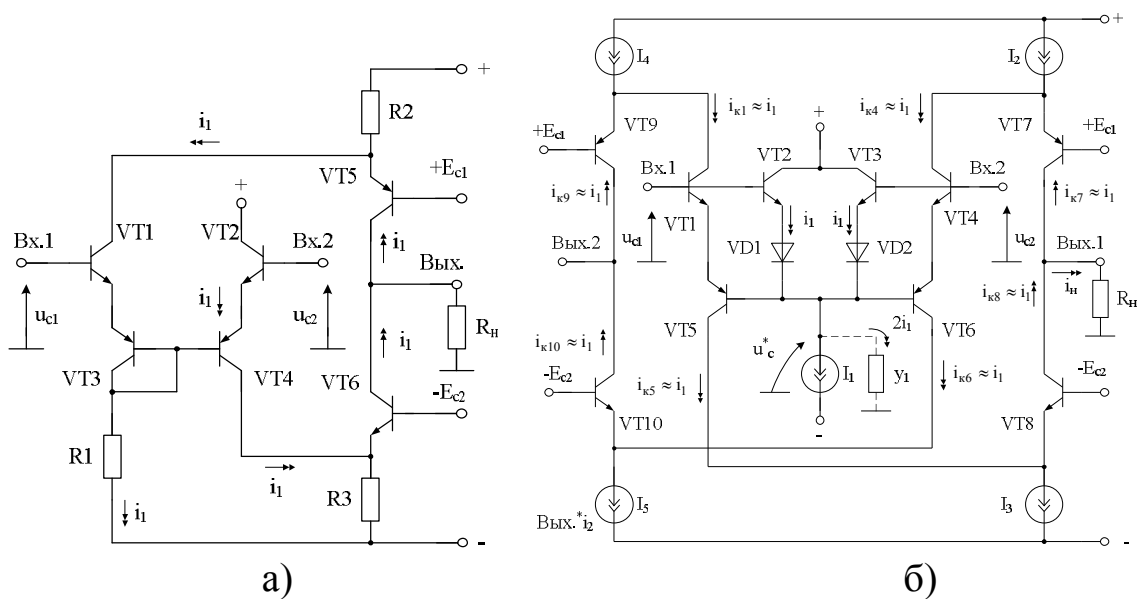 +
R2
i₁
VT5
+Ec1
+
VT1
VT2
Вх.1
Вх.2
i₁
Вых.
i₁
uc1
uc2
Rн
i₁
VT3
VT4
VT6
-Ec2
R1
i₁
R3
i₁
-
а)
+
I₄
I₂
iк1 ≈ i₁
iк4 ≈ i₁
+
VT9
VT7
+Ec1
+Ec1
VT2
VT3
Вх.1
Вх.2
iк9 ≈ i₁
iк7 ≈ i₁
VT1
i₁
i₁
VT4
uc1
uc2
Вых.2
VD1
VD2
Вых.1
iн
iк8 ≈ i₁
Rн
VT5
2i₁
VT6
iк10 ≈ i₁
u*c
I₁
y₁
-Ec2
-Ec2
iк5 ≈ i₁
iк6 ≈ i₁
-
VT10
VT8
I₅
I₃
Вых.*i₂
-
б)